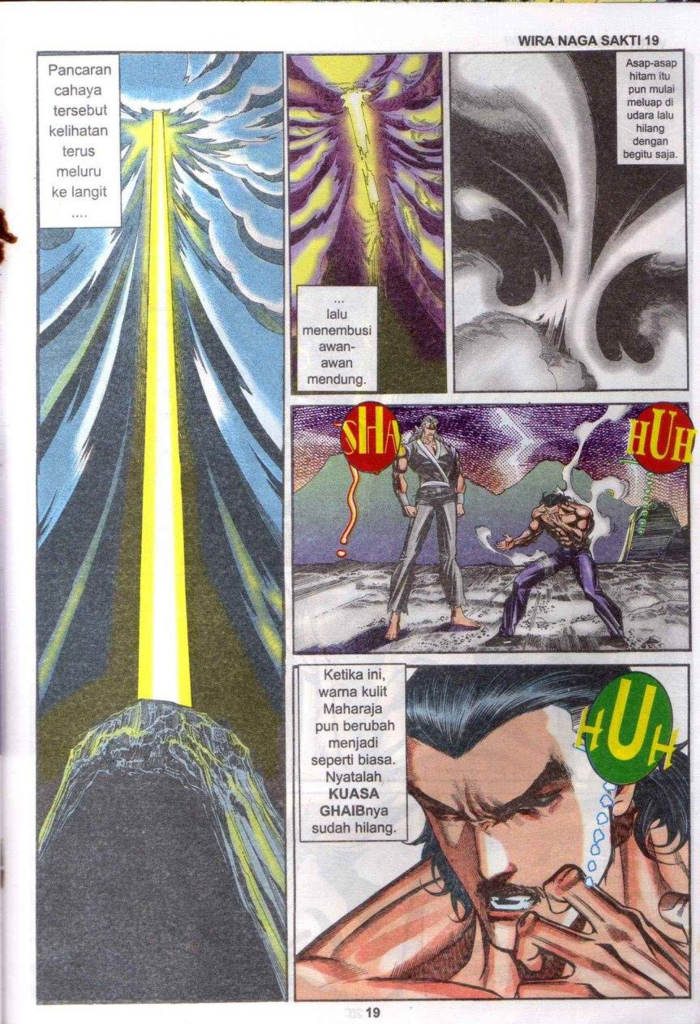 WIRA NAGA SAKTI 19
Pancaran
cahaya
tersebut
kelihatan
terus
meluru
ke langit
....
...
lalu
menembusi
awan-
awan
mendung.
Asap-asap
hitam itu
pun mulai
meluap di
udara lalu
hilang
dengan
begitu saja.
SHA
HUH
Ketika ini,
warna kulit
Maharaja
pun berubah
menjadi
seperti biasa.
Nyatalah
KUASA
GHAIBnya
sudah hilang.
HUH
19